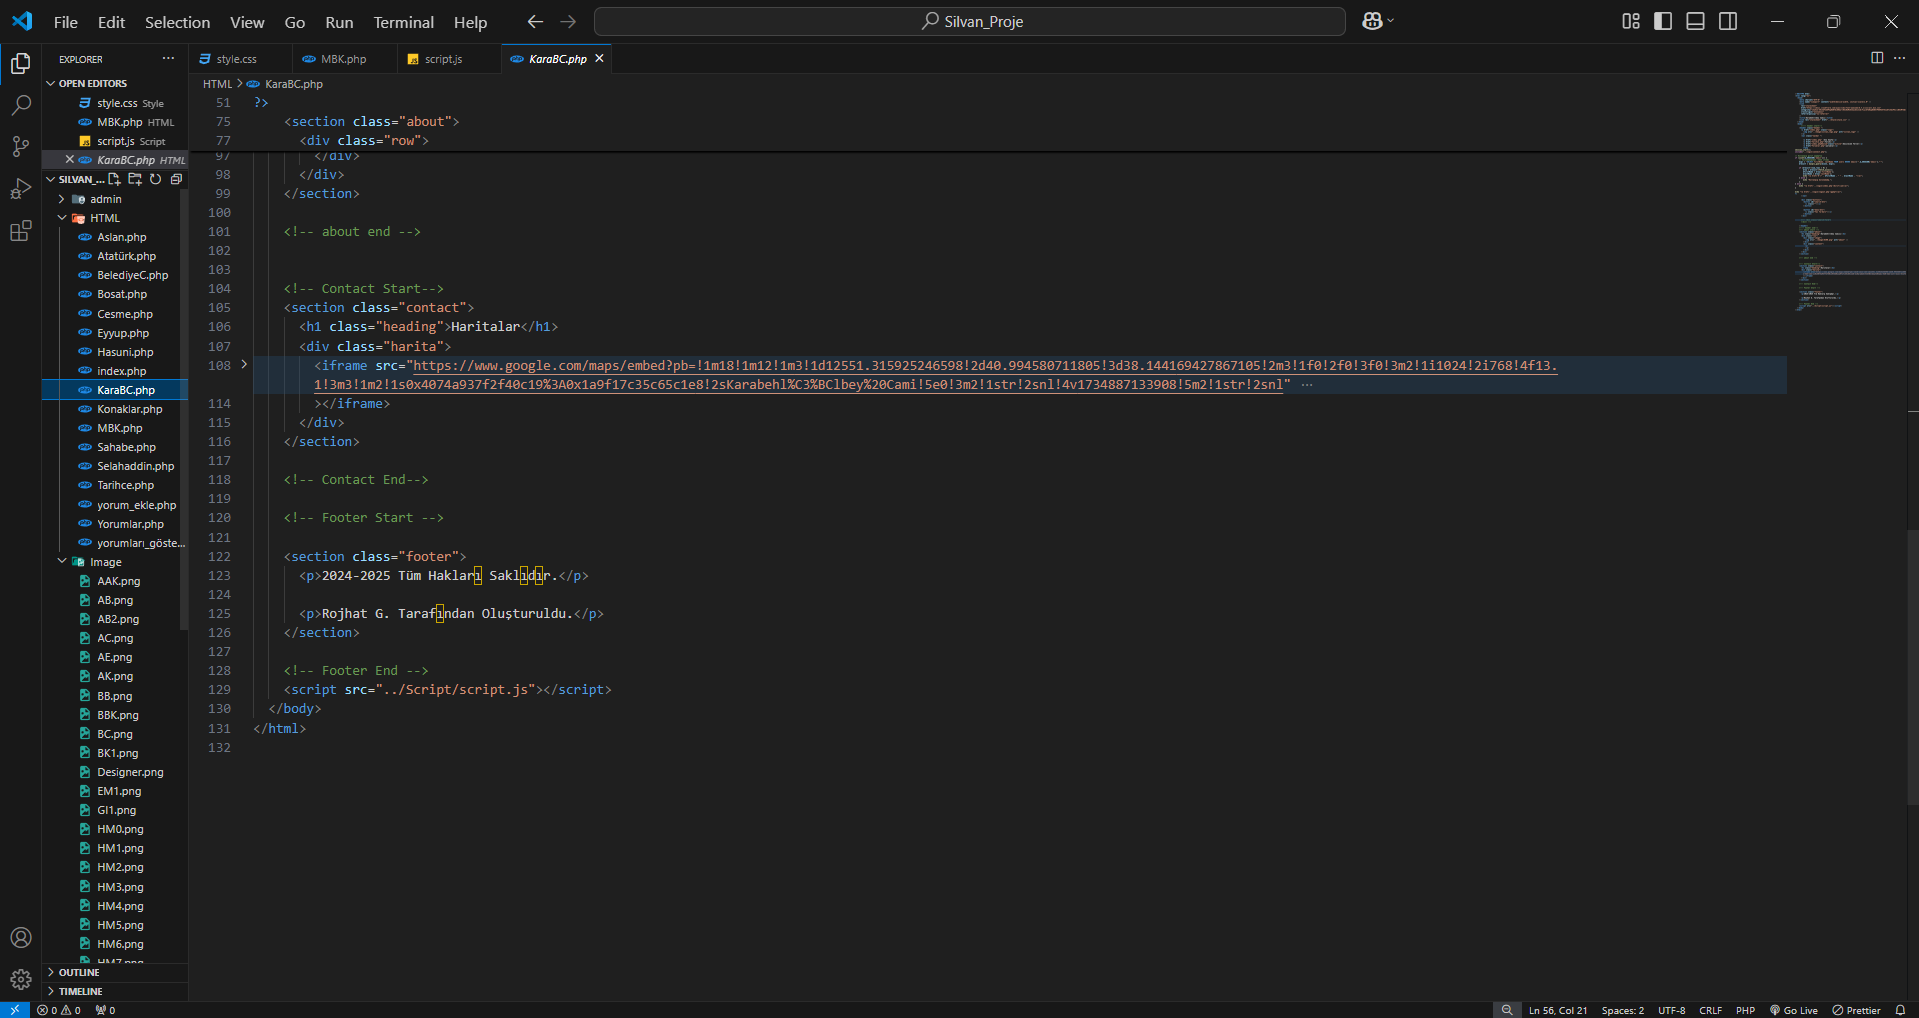 File Edit Selection View Go Run Terminal Help
Silvan_Proje
EXPLORER
OPEN EDITORS
style.css Style
MBK.php HTML
script.js Script
KaraBC.php HTML
SILVAN_...
admin
HTML
Aslan.php
Atatürk.php
BelediyeC.php
Bosat.php
Cesme.php
Eyyup.php
Hasuni.php
index.php
KaraBC.php
Konaklar.php
MBK.php
Sahabe.php
Selahaddin.php
Tarihce.php
yorum_ekle.php
Yorumlar.php
yorumları_göste...
Image
AAK.png
AB.png
AB2.png
AC.png
AE.png
AK.png
BB.png
BBK.png
BC.png
BK1.png
Designer.png
EM1.png
GI1.png
HM0.png
HM1.png
HM2.png
HM3.png
HM4.png
HM5.png
HM6.png
HM7.png
OUTLINE
TIMELINE
style.css MBK.php script.js KaraBC.php
HTML > KaraBC.php
51 ?>
75 <section class="about">
77 <div class="row">
97 </div>
98 </div>
99 </section>
100
101 <!-- about end -->
102
103
104 <!-- Contact Start-->
105 <section class="contact">
106 <h1 class="heading">Haritalar</h1>
107 <div class="harita">
108 <iframe src="https://www.google.com/maps/embed?pb=!1m18!1m12!1m3!1d12551.315925246598!2d40.994580711805!3d38.144169427867105!2m3!1f0!2f0!3f0!3m2!1i1024!2i768!4f13.
1!3m3!1m2!1s0x4074a937f2f40c19%3A0x1a9f17c35c65c1e8!2sKarabehl%C3%BClbey%20Cami!5e0!3m2!1str!2snl!4v1734887133908!5m2!1str!2snl" ...
114 ></iframe>
115 </div>
116 </section>
117
118 <!-- Contact End-->
119
120 <!-- Footer Start -->
121
122 <section class="footer">
123 <p>2024-2025 Tüm Hakları Saklıdır.</p>
124
125 <p>Rojhat G. Tarafından Oluşturuldu.</p>
126 </section>
127
128 <!-- Footer End -->
129 <script src="../Script/script.js"></script>
130 </body>
131 </html>
132
0 0 0
Ln 56, Col 21 Spaces: 2 UTF-8 CRLF PHP Go Live Prettier